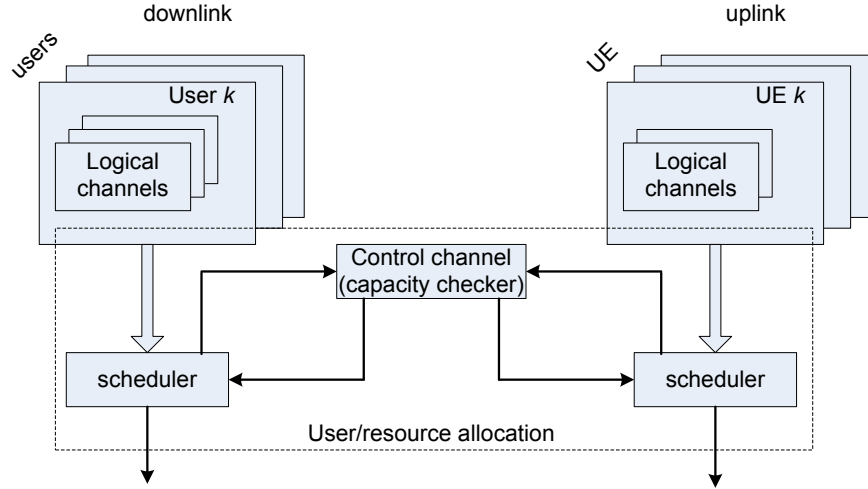 downlink
uplink
users
UE
User k
UE k
Logical
channels
Logical
channels
Control channel
(capacity checker)
scheduler
scheduler
User/resource allocation